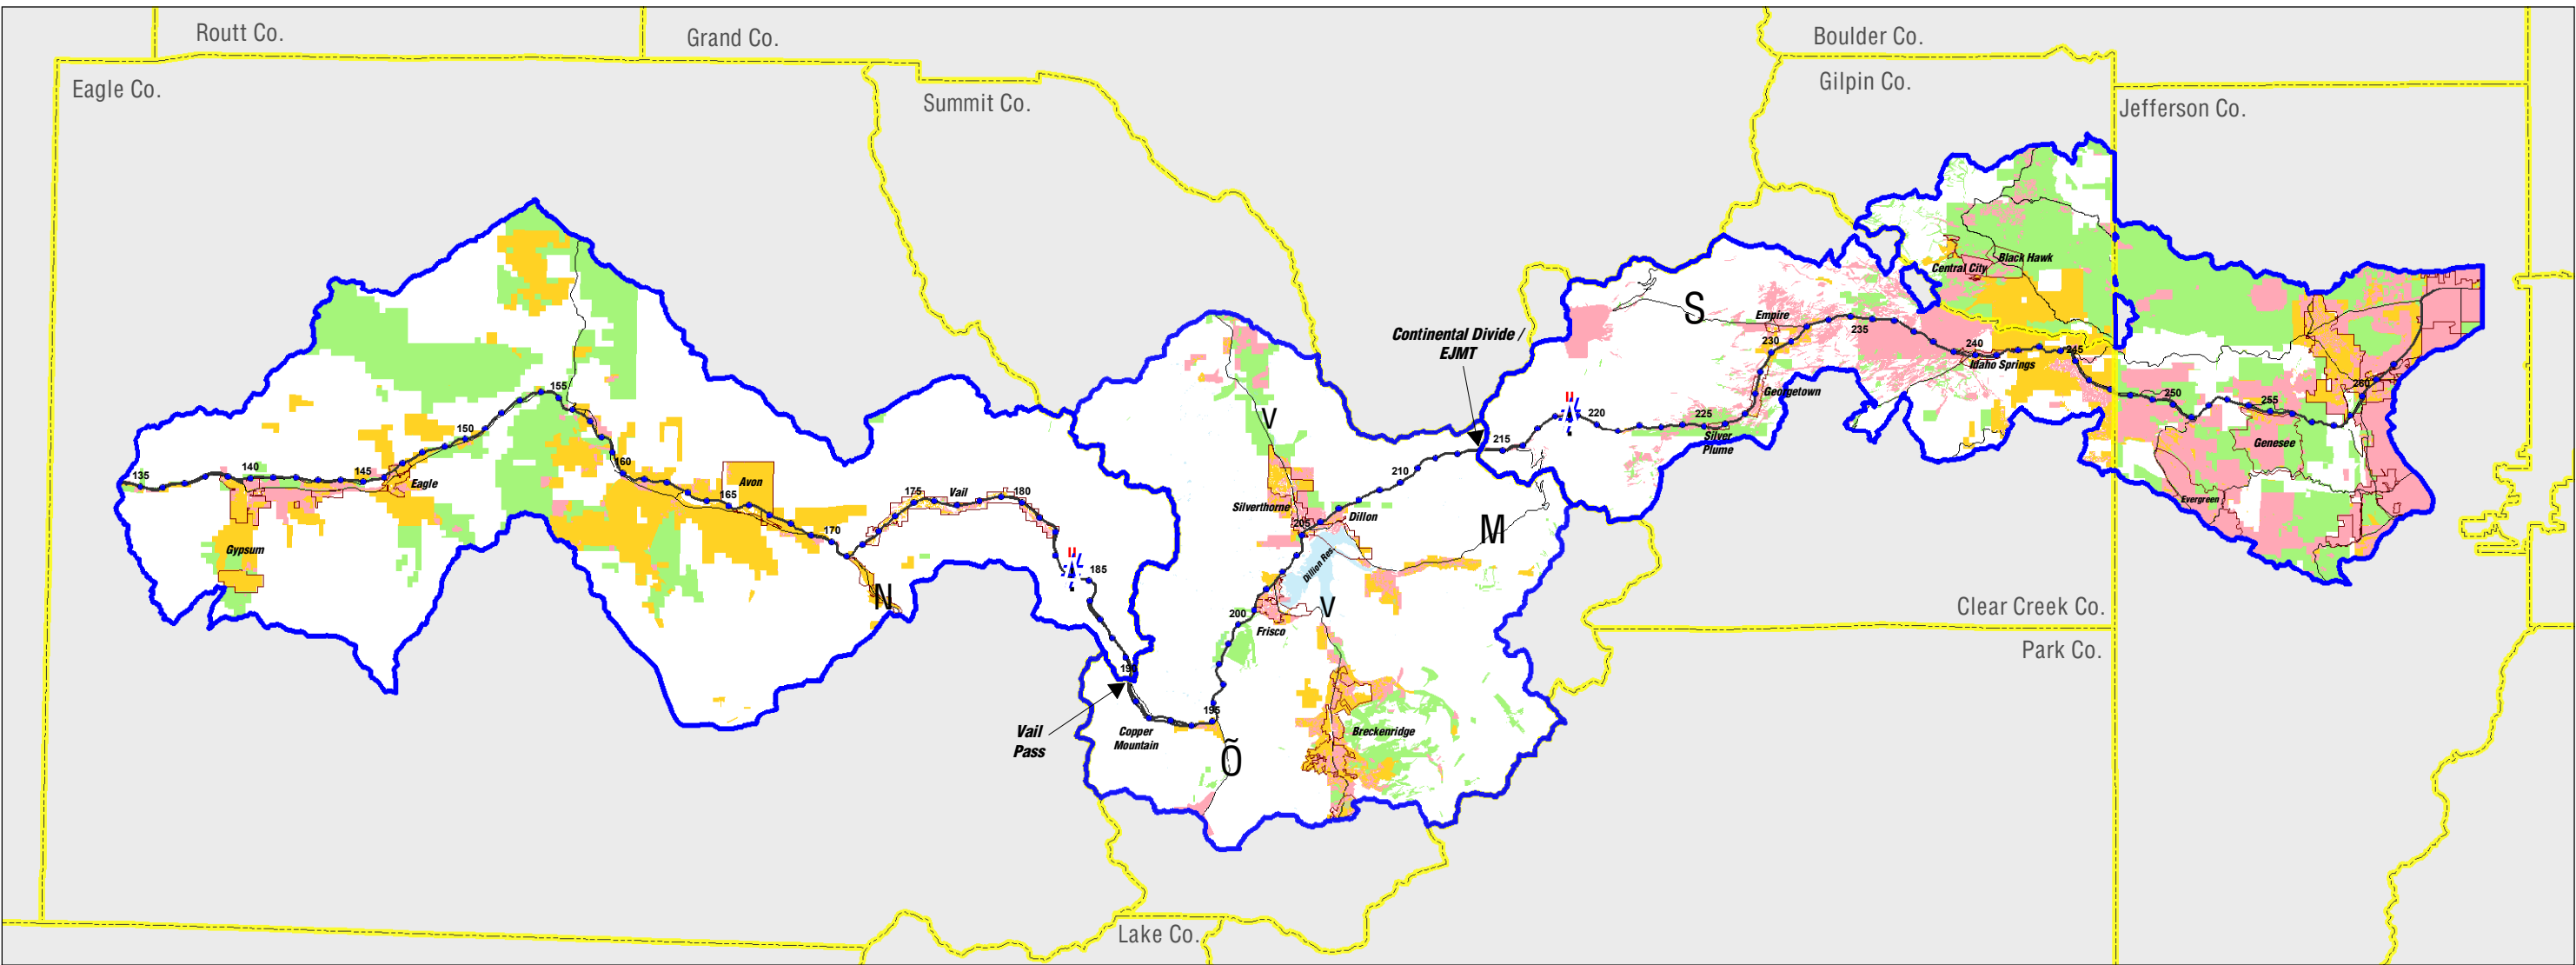 Routt Co.
Grand Co.
Boulder Co.
Eagle Co.
Gilpin Co.
Summit Co.
Jefferson Co.
Black Hawk
Central City
S
Empire
235
Continental Divide /
EJMT
230
240
Idaho Springs
245
155
Georgetown
260
250
V
220
225
255
150
Silver
Plume
215
Genesee
160
140
145
210
135
Eagle
Avon
165
175
Vail
180
Evergreen
Silverthorne
Dillon
205
M
170
Gypsum
Dillion Res.
185
N
200
V
Clear Creek Co.
Frisco
Park Co.
195
Vail
Pass
Copper
Mountain
Breckenridge
Õ
Lake Co.